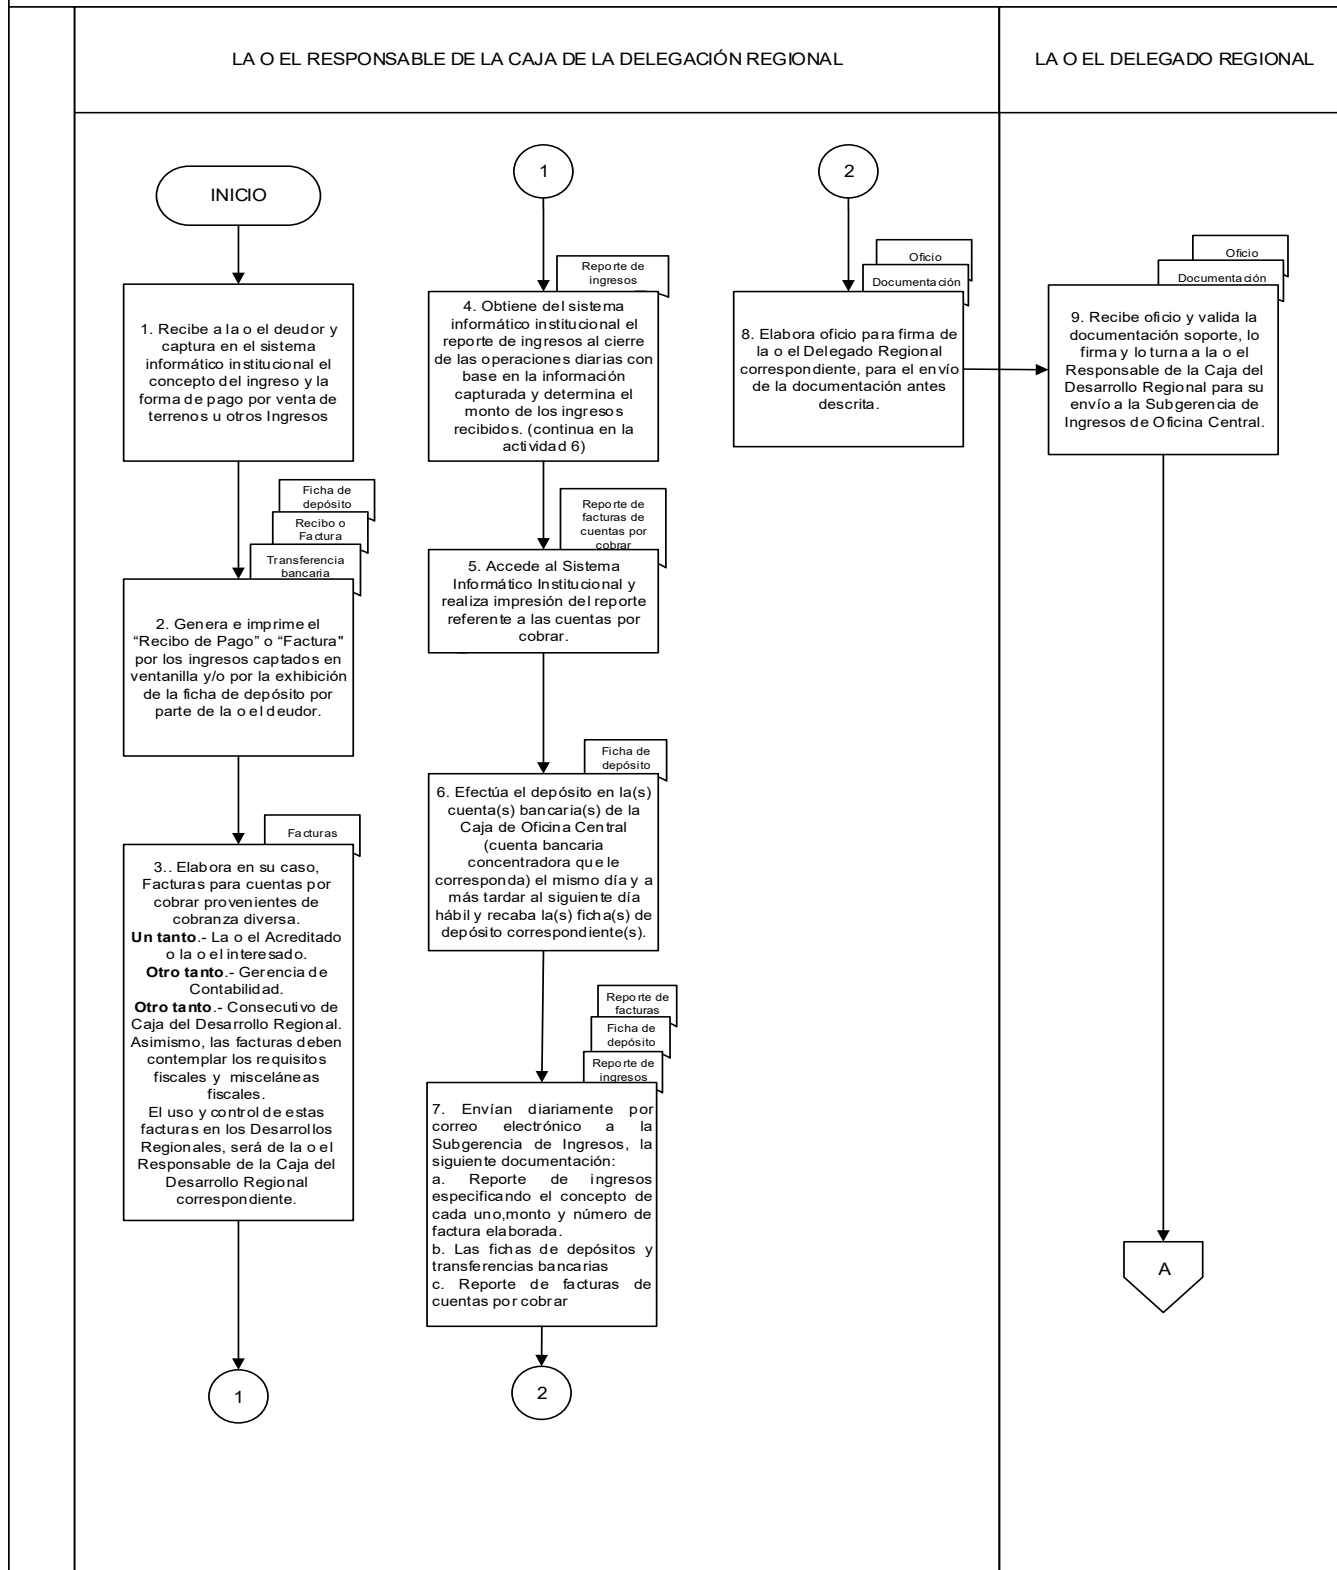 LA O EL RESPONSABLE DE LA CAJA DE LA DELEGACIÓN REGIONAL
LA O EL DELEGADO REGIONAL
INICIO
1. Recibe a la o el deudor y
captura en el sistema
informático institucional el
concepto del ingreso y la
forma de pago por venta de
terrenos u otros Ingresos
Ficha de
depósito
Recibo o
Factura
Transferencia
bancaria
2. Genera e imprime el
“Recibo de Pago” o “Factura"
por los ingresos captados en
ventanilla y/o por la exhibición
de la ficha de depósito por
parte de la o el deudor.
Facturas
3.. Elabora en su caso,
Facturas para cuentas por
cobrar provenientes de
cobranza diversa.
Un tanto.- La o el Acreditado
o la o el interesado.
Otro tanto.- Gerencia de
Contabilidad.
Otro tanto.- Consecutivo de
Caja del Desarrollo Regional.
Asimismo, las facturas deben
contemplar los requisitos
fiscales y misceláneas
fiscales.
El uso y control de estas
facturas en los Desarrollos
Regionales, será de la o el
Responsable de la Caja del
Desarrollo Regional
correspondiente.
1
1
Reporte de
ingresos
4. Obtiene del sistema
informático institucional el
reporte de ingresos al cierre
de las operaciones diarias con
base en la información
capturada y determina el
monto de los ingresos
recibidos. (continua en la
actividad 6)
Reporte de
facturas de
cuentas por
cobrar
5. Accede al Sistema
Informático Institucional y
realiza impresión del reporte
referente a las cuentas por
cobrar.
Ficha de
depósito
6. Efectúa el depósito en la(s)
cuenta(s) bancaria(s) de la
Caja de Oficina Central
(cuenta bancaria
concentradora que le
corresponda) el mismo día y a
más tardar al siguiente día
hábil y recaba la(s) ficha(s) de
depósito correspondiente(s).
Reporte de
facturas
Ficha de
depósito
Reporte de
ingresos
7. Envían diariamente por
correo electrónico a la
Subgerencia de Ingresos, la
siguiente documentación:
a. Reporte de ingresos
especificando el concepto de
cada uno,monto y número de
factura elaborada.
b. Las fichas de depósitos y
transferencias bancarias
c. Reporte de facturas de
cuentas por cobrar
2
2
Oficio
Documentación
8. Elabora oficio para firma de
la o el Delegado Regional
correspondiente, para el envío
de la documentación antes
descrita.
Oficio
Documentación
9. Recibe oficio y valida la
documentación soporte, lo
firma y lo turna a la o el
Responsable de la Caja del
Desarrollo Regional para su
envío a la Subgerencia de
Ingresos de Oficina Central.
A